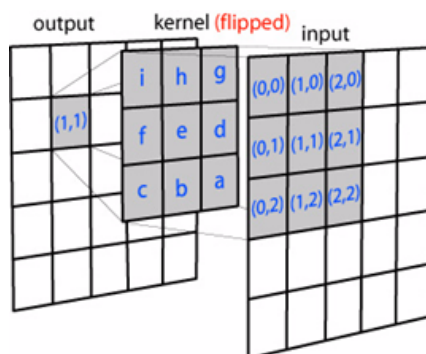 output kernel (flipped) input
i h g
f e d
c b a
(1,1)
(0,0) (1,0) (2,0)
(0,1) (1,1) (2,1)
(0,2) (1,2) (2,2)